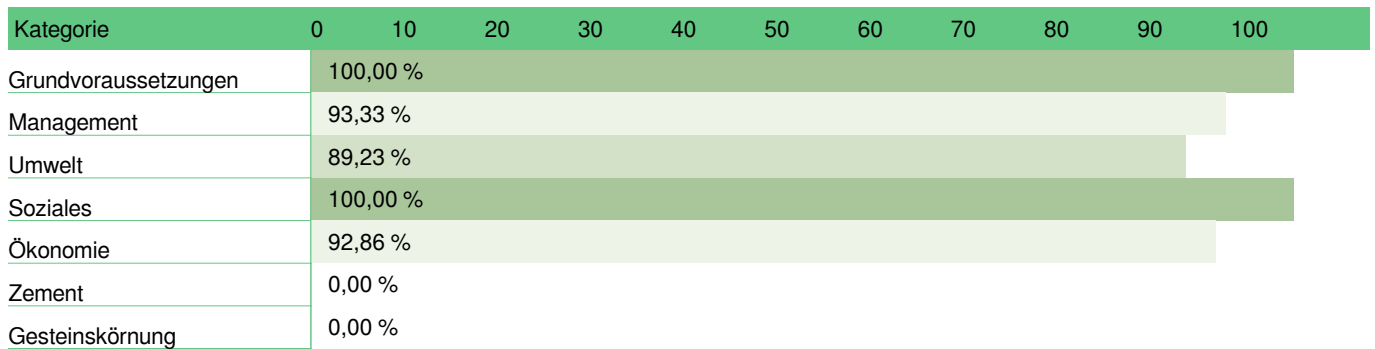 Kategorie 0 10 20 30 40 50 60 70 80 90 100
Grundvoraussetzungen 100,00 %
Management 93,33 %
Umwelt 89,23 %
Soziales 100,00 %
Ökonomie 92,86 %
Zement 0,00 %
Gesteinskörnung 0,00 %